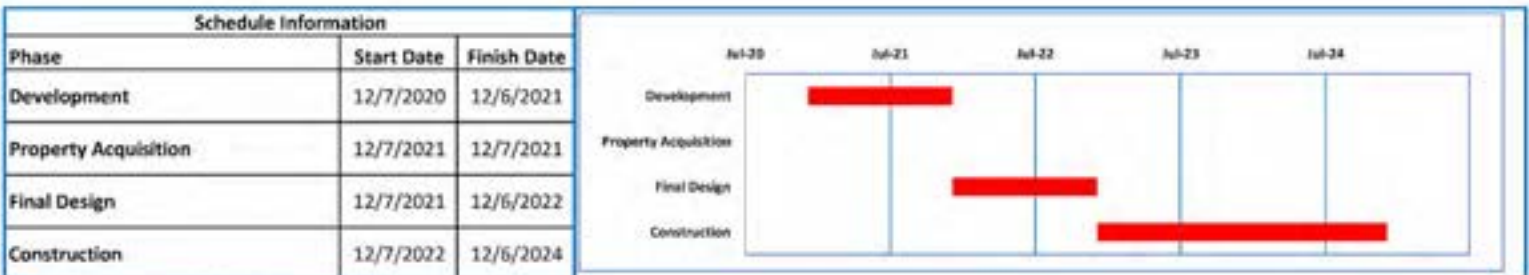 Schedule Information
Phase Start Date Finish Date
Development 12/7/2020 12/6/2021
Property Acquisition 12/7/2021 12/7/2021
Final Design 12/7/2021 12/6/2022
Construction 12/7/2022 12/6/2024
Jul-20 Jul-21 Jul-22 Jul-23 Jul-24
Development
Property Acquisition
Final Design
Construction